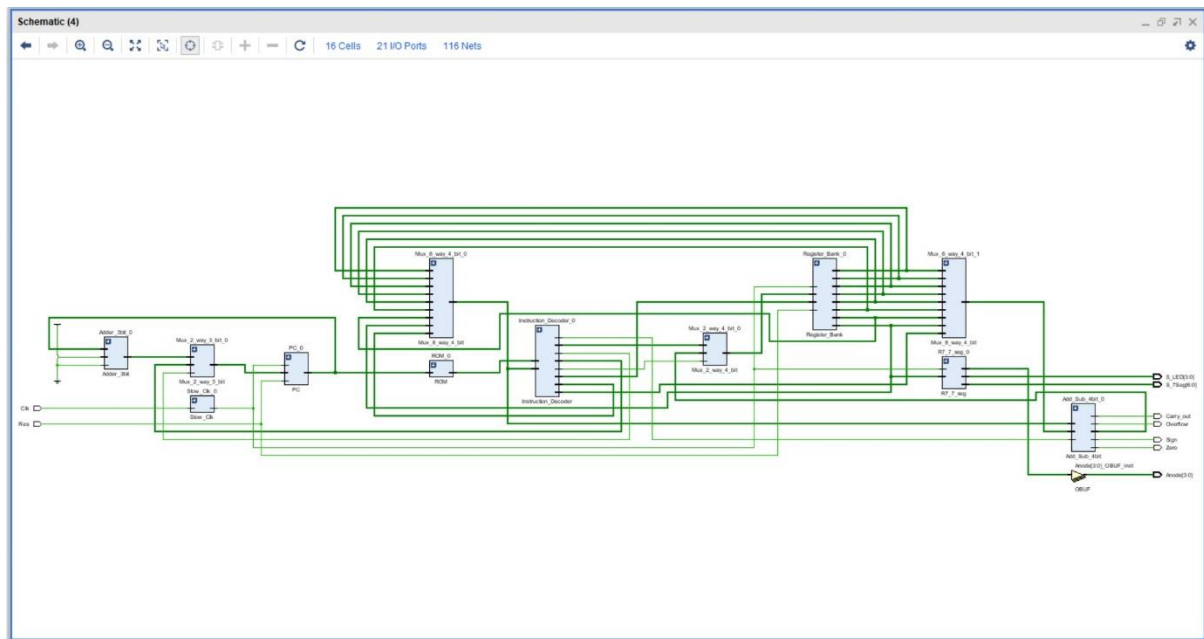 Schematic (4)
16 Cells 21 I/O Ports 116 Nets
Mux_8_way_4_bit_0
Register_Bank_0
Mux_8_way_4_bit_1
Instruction_Decoder_0
Adder_3bit_0
Mux_2_way_3_bit_0
Mux_2_way_4_bit_0
Register_Bank
Mux_8_way_4_bit
Mux_8_way_4_bit
PC_0
ROM_0
R7_7_seg_0
Adder_3bit
Mux_2_way_4_bit
ROM
Mux_2_way_3_bit
PC
S_LED[3:0]
S_7Seg[6:0]
Slow_Clk_0
R7_7_seg
Instruction_Decoder
Add_Sub_4bit_0
Clk
Slow_Clk
Carry_out
Res
Overflow
Sign
Zero
Add_Sub_4bit
Anode[3:0]_OBUF_inst
Anode[3:0]
OBUF